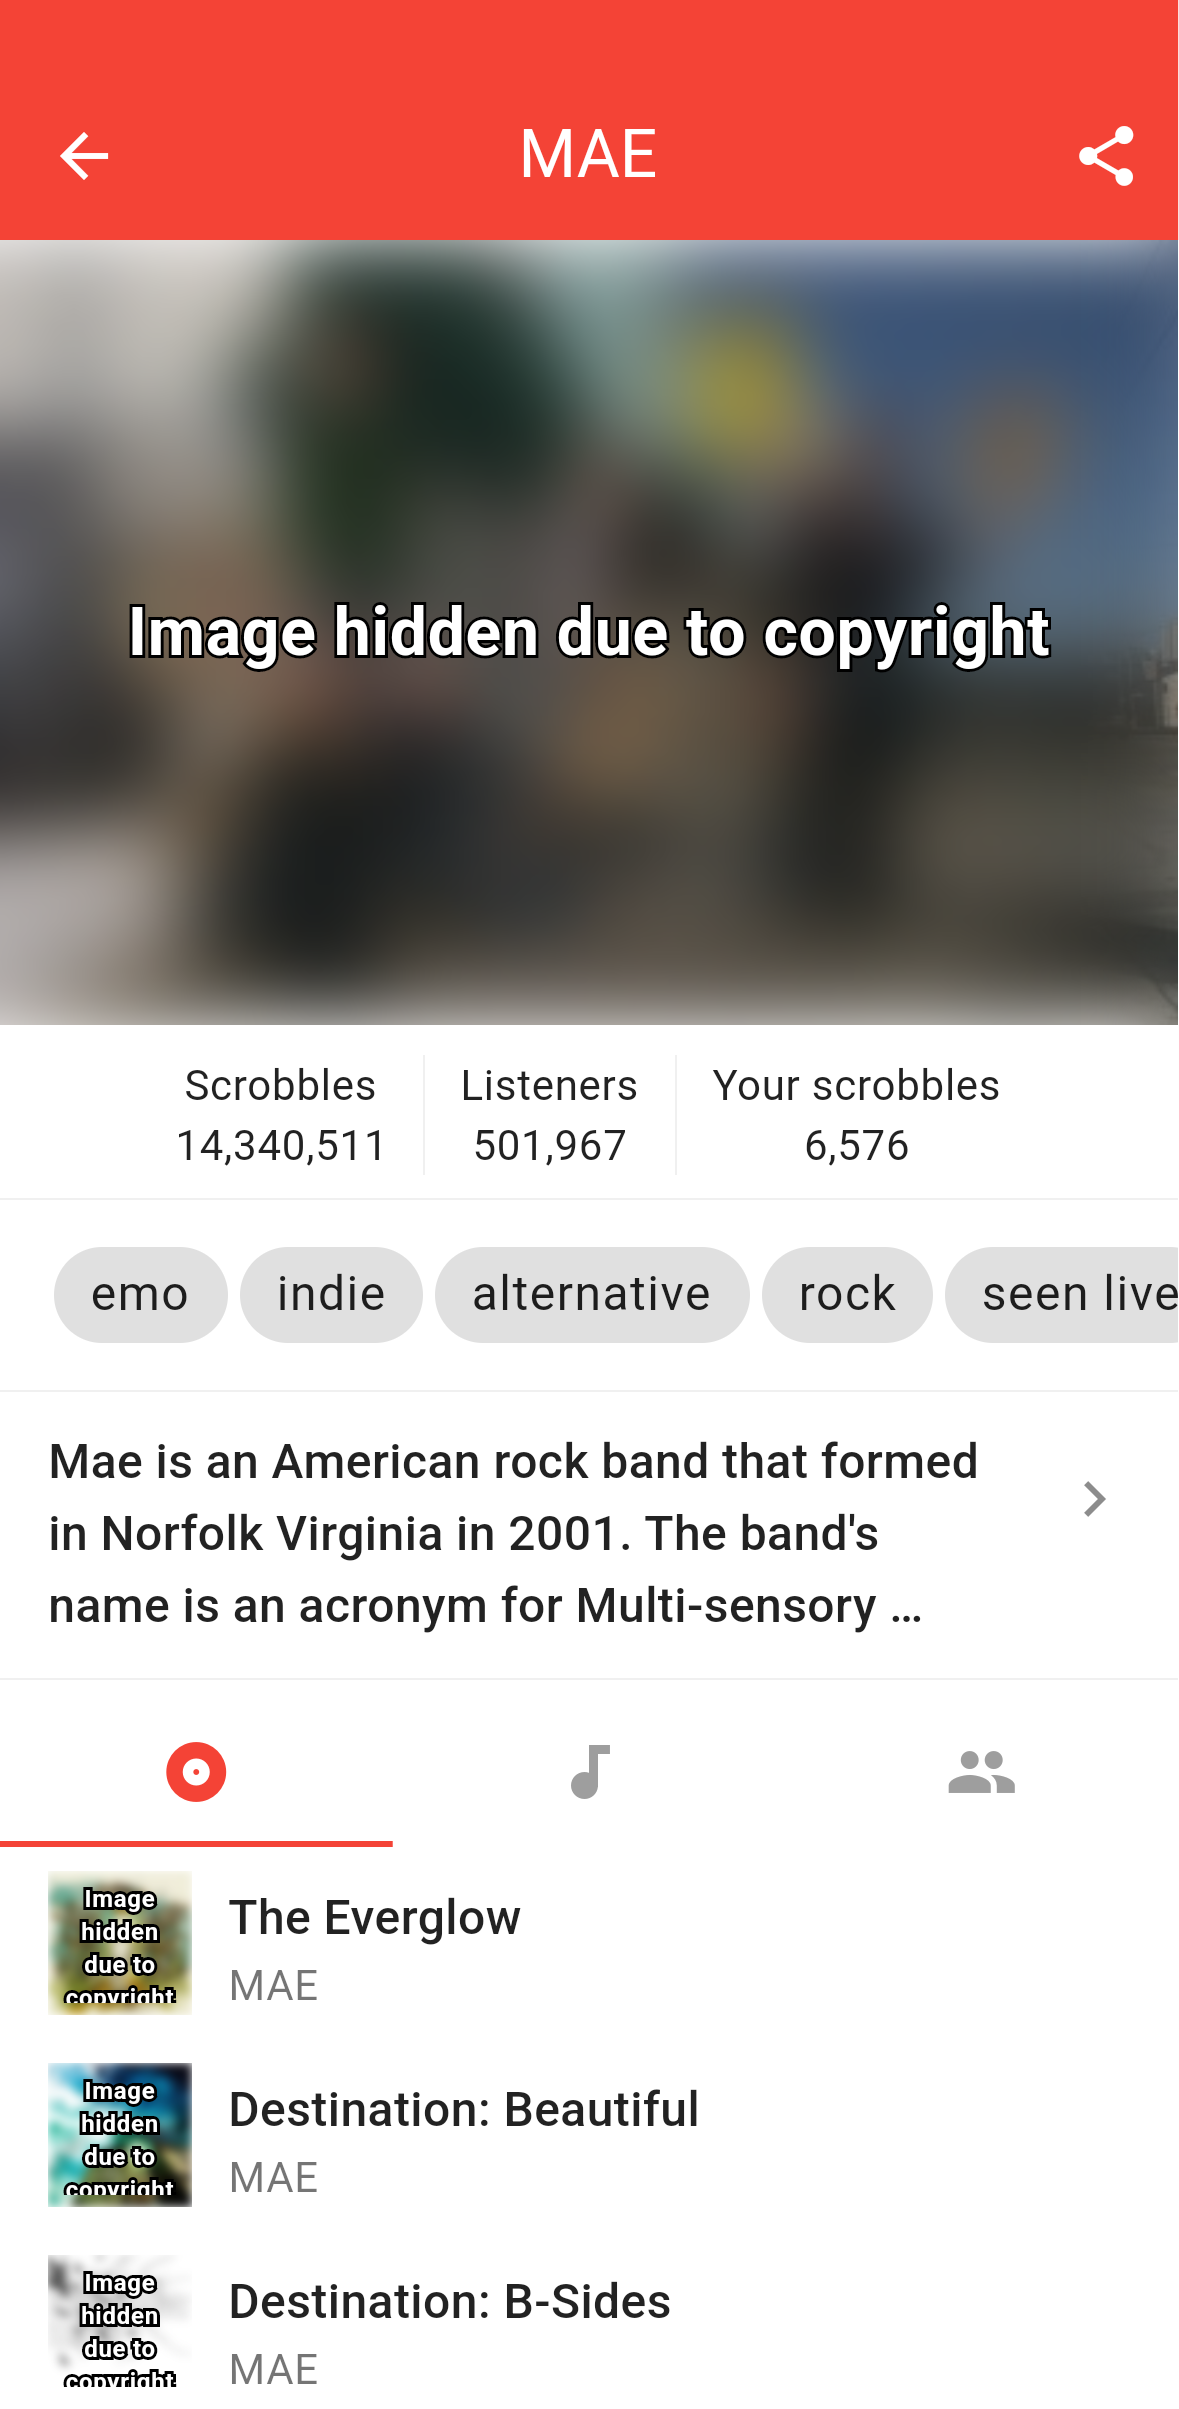 MAE
Image hidden due to copyright
Scrobbles
14,340,511
Listeners
501,967
Your scrobbles
6,576
emo
indie
alternative
rock
seen live
Mae is an American rock band that formed
in Norfolk Virginia in 2001. The band's
name is an acronym for Multi-sensory ...
Image
hidden
due to
copyright
The Everglow
MAE
Image
hidden
due to
copyright
Destination: Beautiful
MAE
Image
hidden
due to
copyright
Destination: B-Sides
MAE